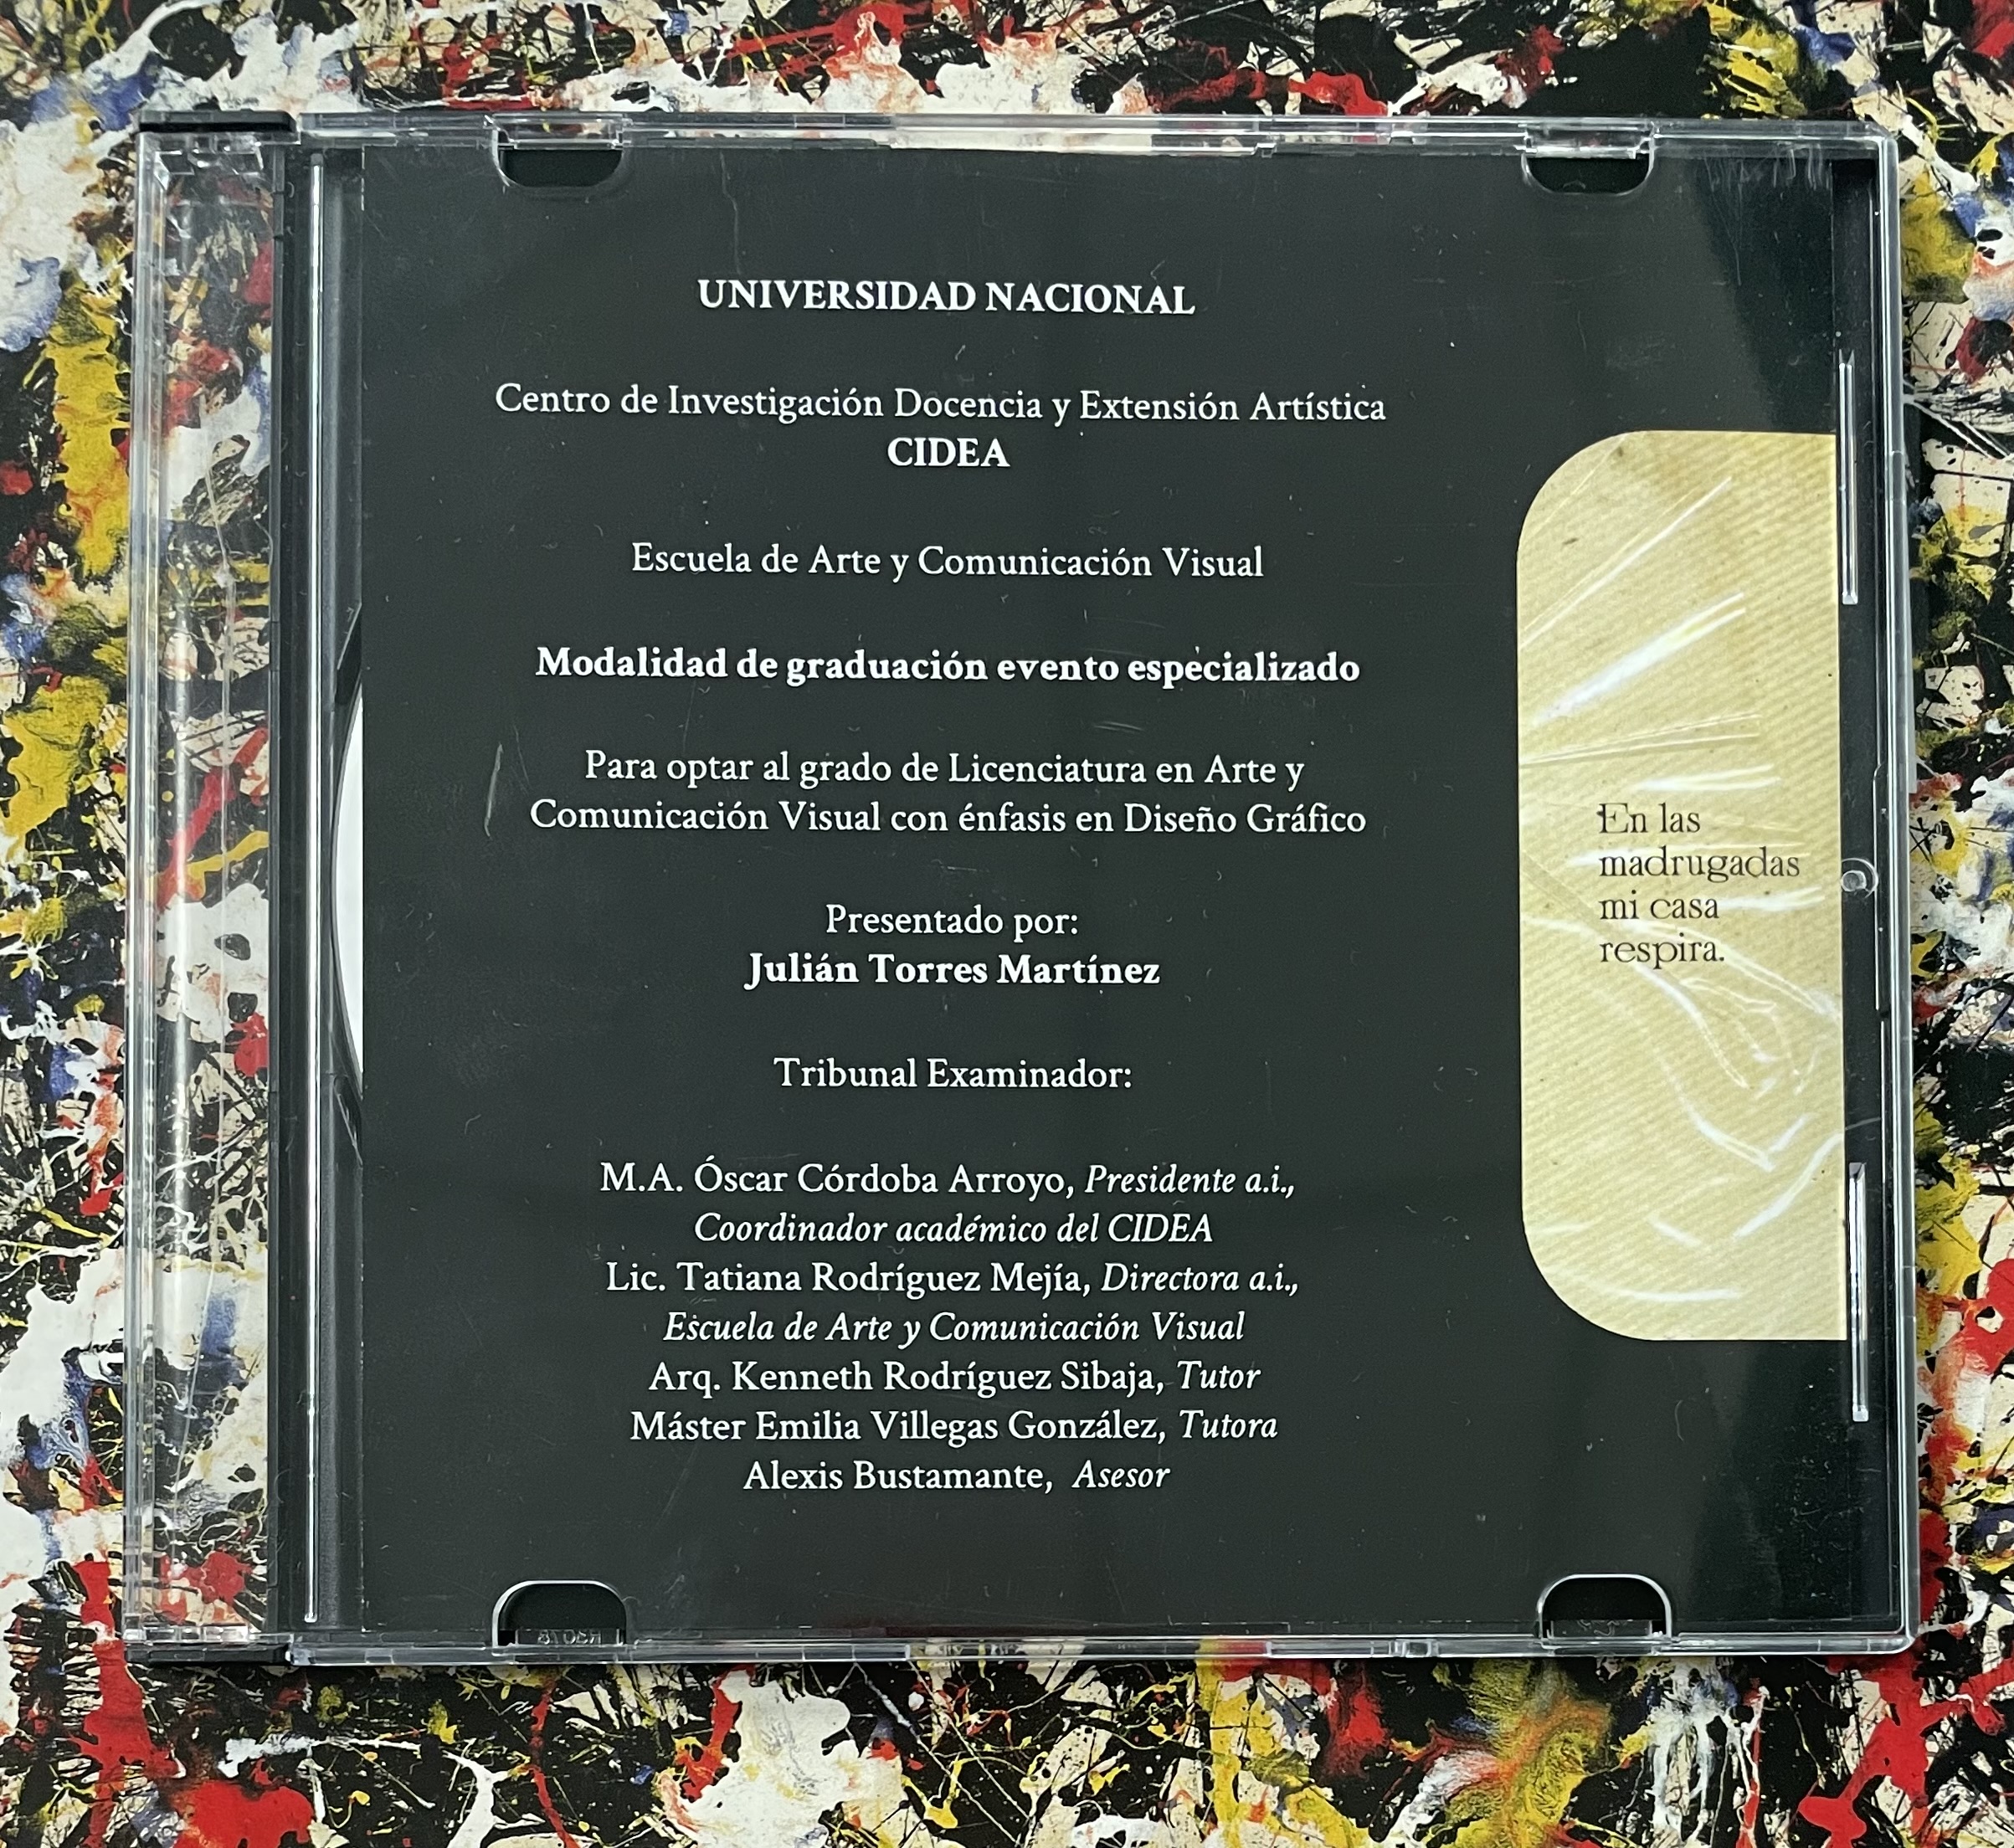 UNIVERSIDAD NACIONAL
Centro de Investigación Docencia y Extensión Artística
CIDEA
Escuela de Arte y Comunicación Visual
Modalidad de graduación evento especializado
Para optar al grado de Licenciatura en Arte y
Comunicación Visual con énfasis en Diseño Gráfico
Presentado por:
Julián Torres Martínez
Tribunal Examinador:
M.A. Óscar Córdoba Arroyo, Presidente a.i.,
Coordinador académico del CIDEA
Lic. Tatiana Rodríguez Mejía, Directora a.i.,
Escuela de Arte y Comunicación Visual
Arq. Kenneth Rodríguez Sibaja, Tutor
Máster Emilia Villegas González, Tutora
Alexis Bustamante, Asesor
En las
madrugadas
mi casa
respira.